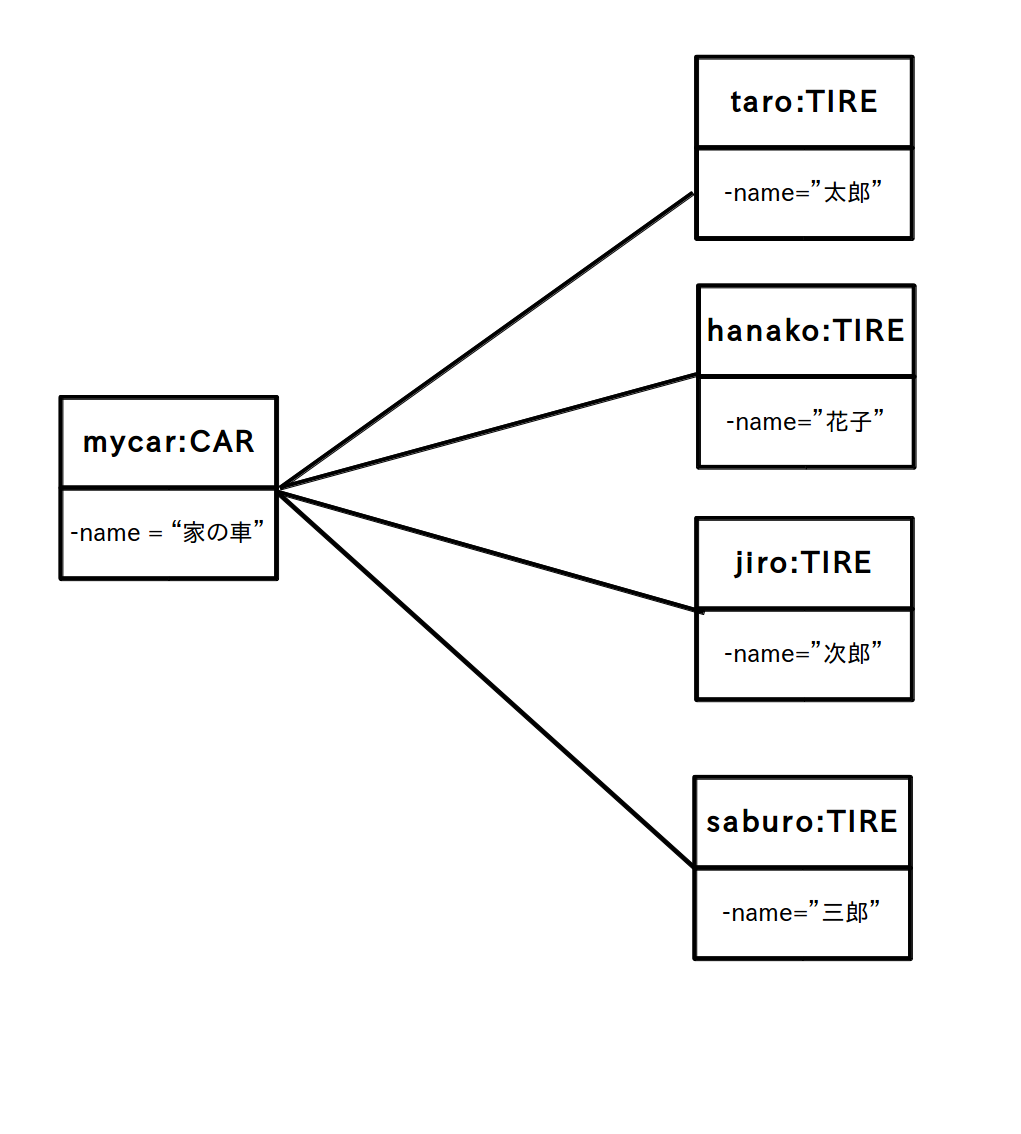 taro:TIRE
-name=”太郎”
hanako:TIRE
-name=”花子”
mycar:CAR
-name = “家の車”
jiro:TIRE
-name=”次郎”
saburo:TIRE
-name=”三郎”